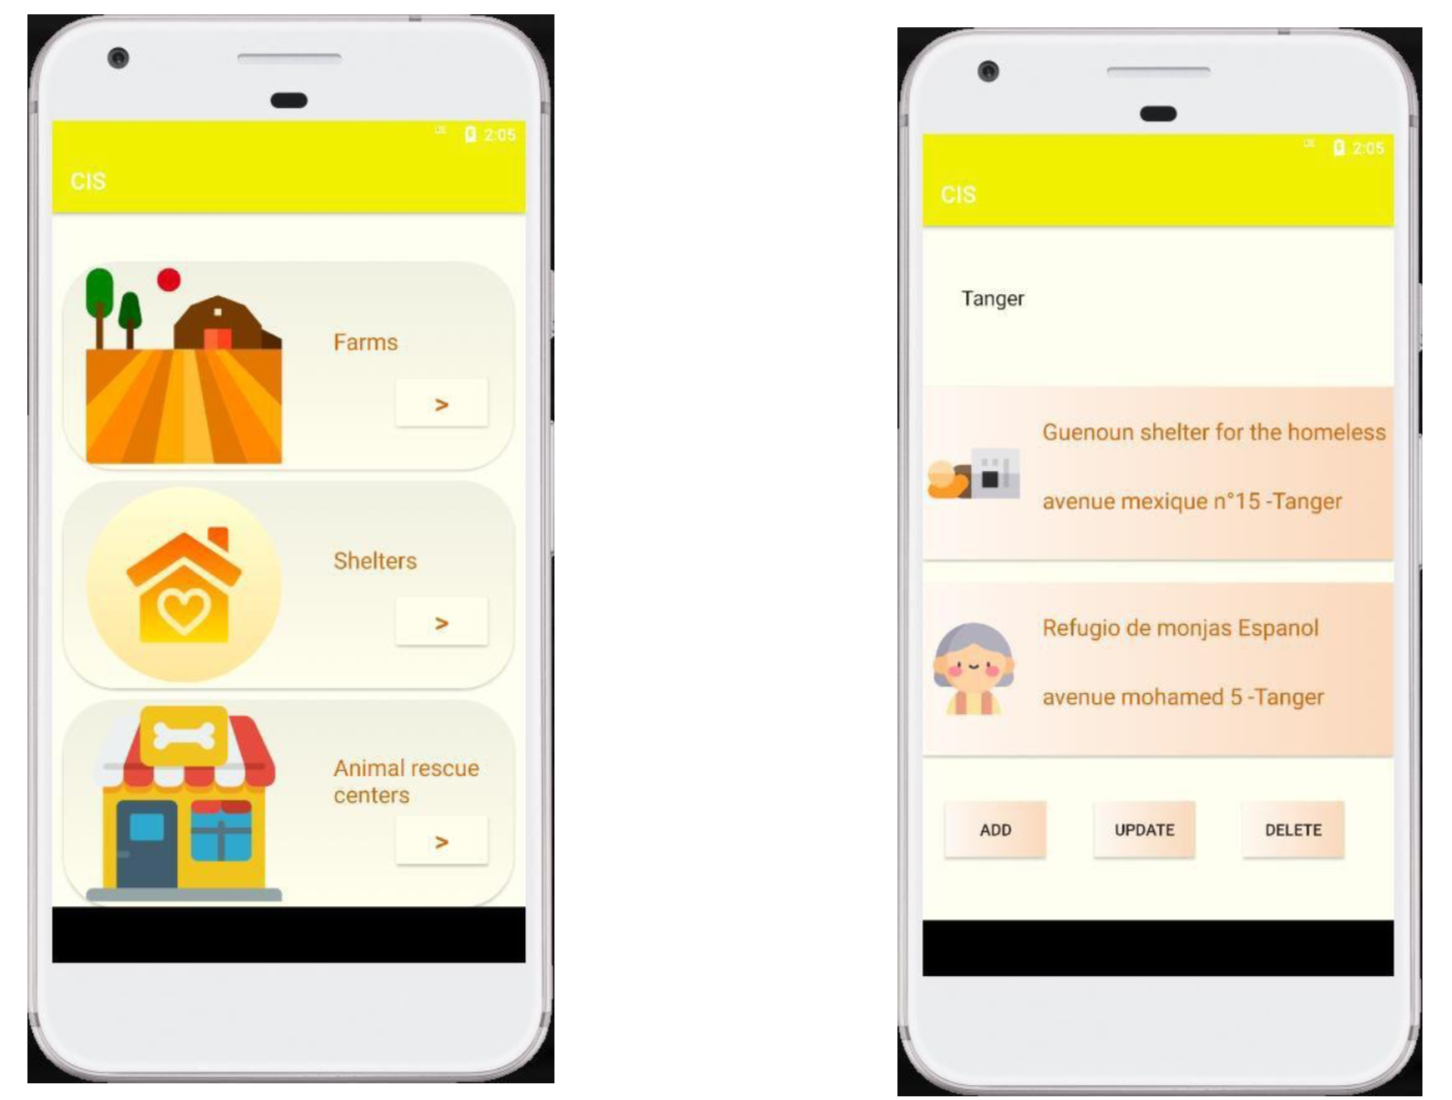 2:05
CIS
Farms
>
Shelters
>
Animal rescue
centers
>
2:05
CIS
Tanger
Guenoun shelter for the homeless
avenue mexique n°15 -Tanger
Refugio de monjas Espanol
avenue mohamed 5 -Tanger
ADD
UPDATE
DELETE